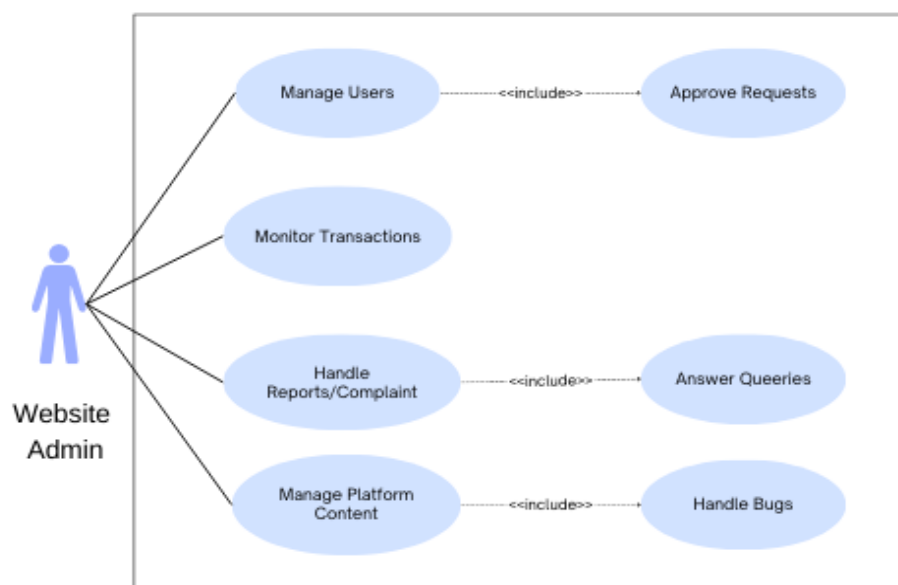 Manage Users
<<include>>
Approve Requests
Monitor Transactions
Handle
Reports/Complaint
<<include>>
Answer Queeries
Website
Admin
Manage Platform
Content
<<include>>
Handle Bugs